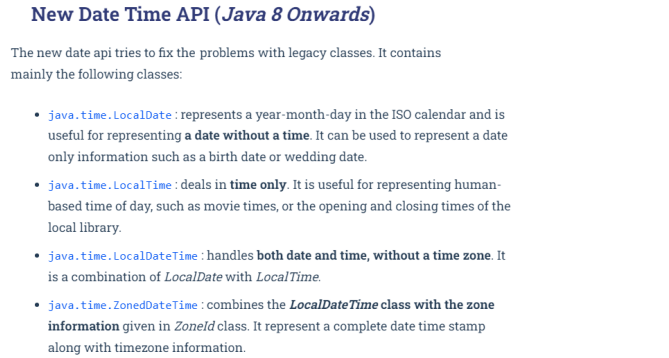 New Date Time API (Java 8 Onwards)
The new date api tries to fix the problems with legacy classes. It contains
mainly the following classes:
• java.time.LocalDate : represents a year-month-day in the ISO calendar and is
useful for representing a date without a time. It can be used to represent a date
only information such as a birth date or wedding date.
• java.time.LocalTime : deals in time only. It is useful for representing human-
based time of day, such as movie times, or the opening and closing times of the
local library.
• java.time.LocalDateTime : handles both date and time, without a time zone. It
is a combination of LocalDate with LocalTime.
• java.time.ZonedDateTime : combines the LocalDateTime class with the zone
information given in ZoneId class. It represent a complete date time stamp
along with timezone information.